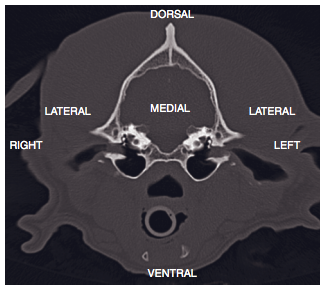 DORSAL
LATERAL MEDIAL LATERAL
RIGHT LEFT
VENTRAL